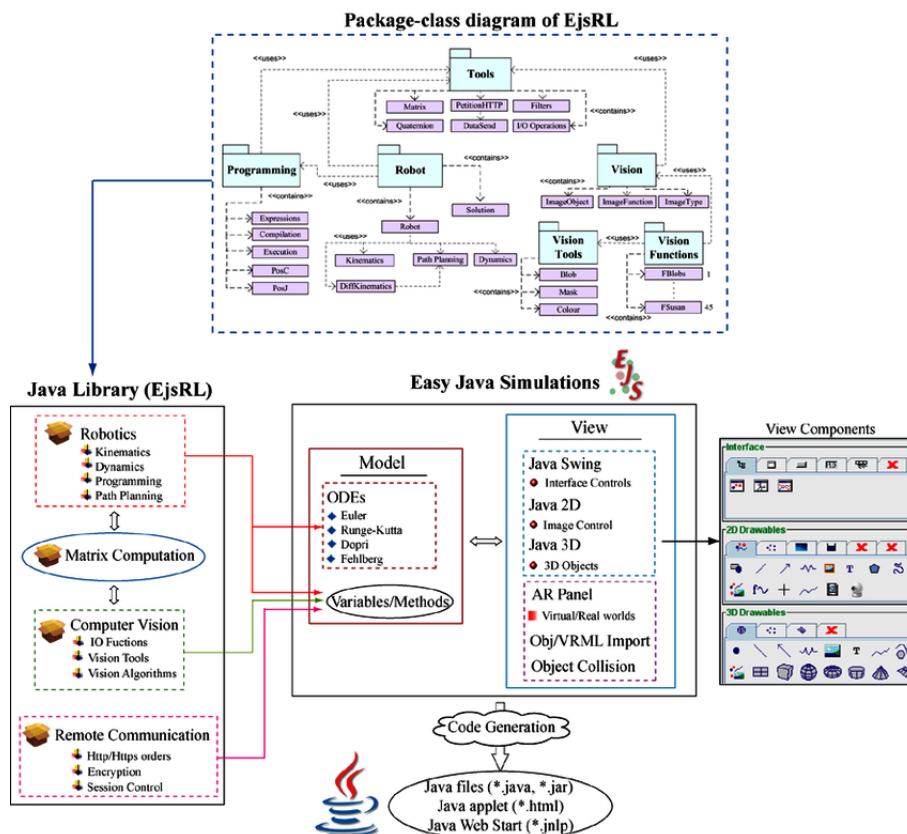 Package-class diagram of EjsRL
<<uses>>
<<uses>>
Tools
<<uses>>
Matrix
PetitionHTTP
Filters
<<contains>>
Quaternion
DataSend
I/O Operations
Programming
<<uses>>
Robot
<<contains>>
Vision
<<contains>>
<<uses>>
<<contains>>
<<contains>>
ImageObject
ImageFunction
ImageType
Expressions
Compilation
Execution
PosC
PosJ
Solution
Robot
<<uses>>
Kinematics
Path Planning
Dynamics
DiffKinematics
Vision Tools
<<uses>>
Vision Functions
Blob
Mask
Colour
<<contains>>
FBlobs
1
FSusan
45
<<contains>>
Java Library (EjsRL)
Easy Java Simulations
EJS
Robotics
Kinematics
Dynamics
Programming
Path Planning
Matrix Computation
Computer Vision
IO Fuctions
Vision Tools
Vision Algorithms
Remote Communication
Http/Https orders
Encryption
Session Control
Model
ODEs
Euler
Runge-Kutta
Dopri
Fehlberg
Variables/Methods
View
Java Swing
Interface Controls
Java 2D
Image Control
Java 3D
3D Objects
AR Panel
Virtual/Real worlds
Obj/VRML Import
Object Collision
View Components
Interface
2D Drawables
T
3D Drawables
T
Code Generation
Java files (*.java, *.jar)
Java applet (*.html)
Java Web Start (*.jnlp)